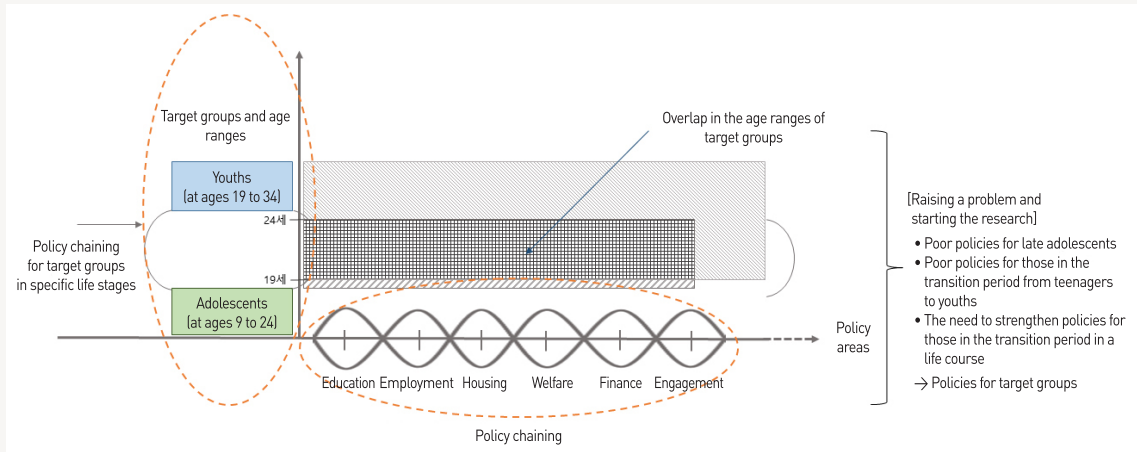 Target groups and age
ranges
Youths
(at ages 19 to 34)
24세
19세
Adolescents
(at ages 9 to 24)
Policy chaining
for target groups
in specific life stages
Overlap in the age ranges of
target groups
Policy
areas
Education
Employment
Housing
Welfare
Finance
Engagement
Policy chaining
[Raising a problem and
starting the research]
• Poor policies for late adolescents
• Poor policies for those in the
transition period from teenagers
to youths
• The need to strengthen policies for
those in the transition period in a
life course
→ Policies for target groups